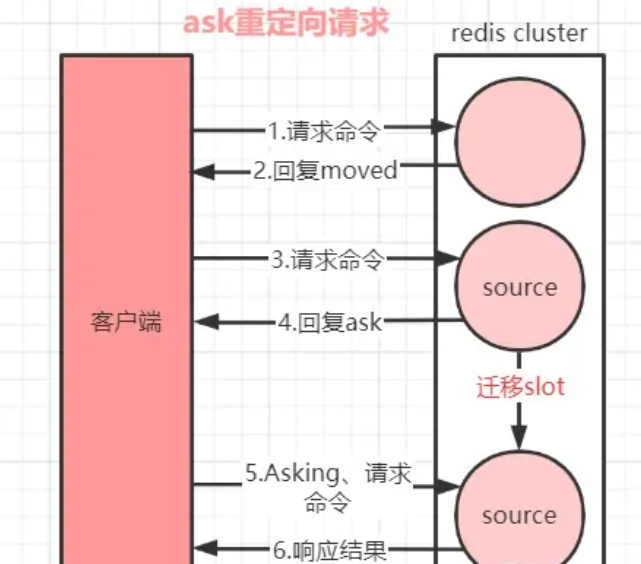 ask重定向请求
redis cluster
1.请求命令
2.回复moved
3.请求命令
source
客户端
4.回复ask
迁移slot
5.Asking、请求
命令
source
6.响应结果